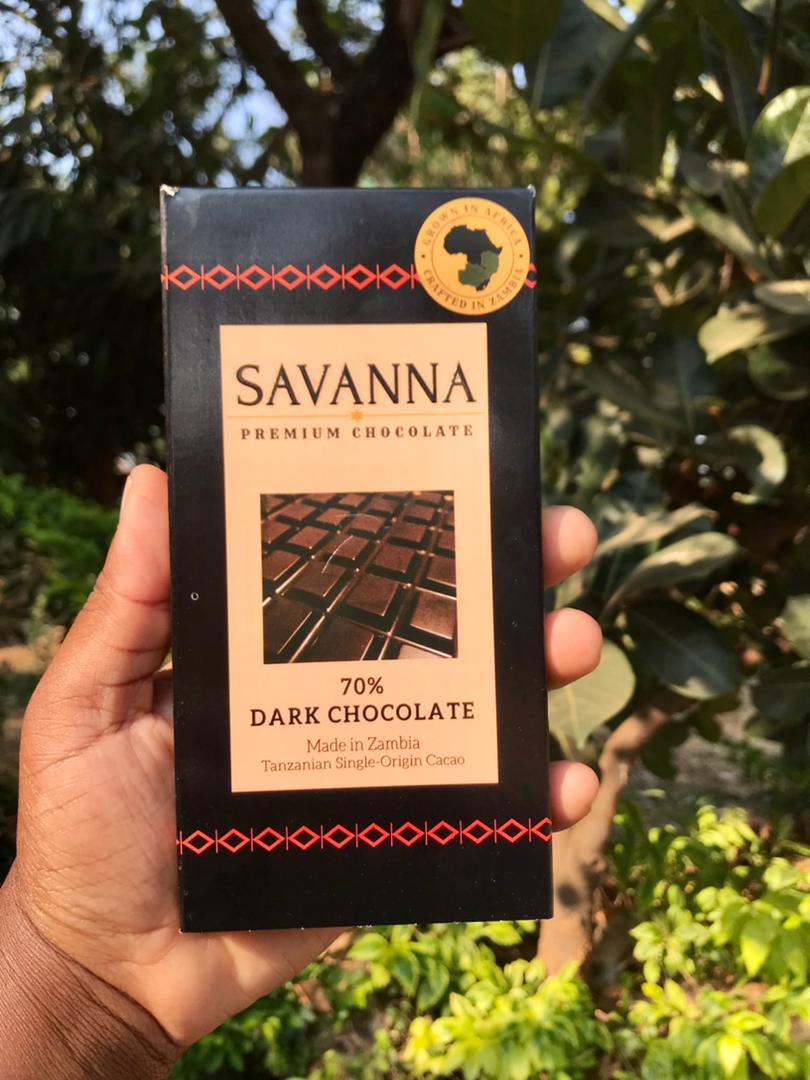 GROWN IN AFRICA
CRAFTED IN ZAMBIA
SAVANNA
PREMIUM CHOCOLATE
70%
DARK CHOCOLATE
Made in Zambia
Tanzanian Single-Origin Cacao